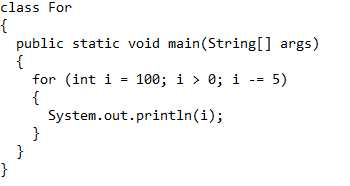 class For
{
  public static void main(String[] args)
  {
    for (int i = 100; i > 0; i -= 5)
    {
      System.out.println(i);
    }
  }
}